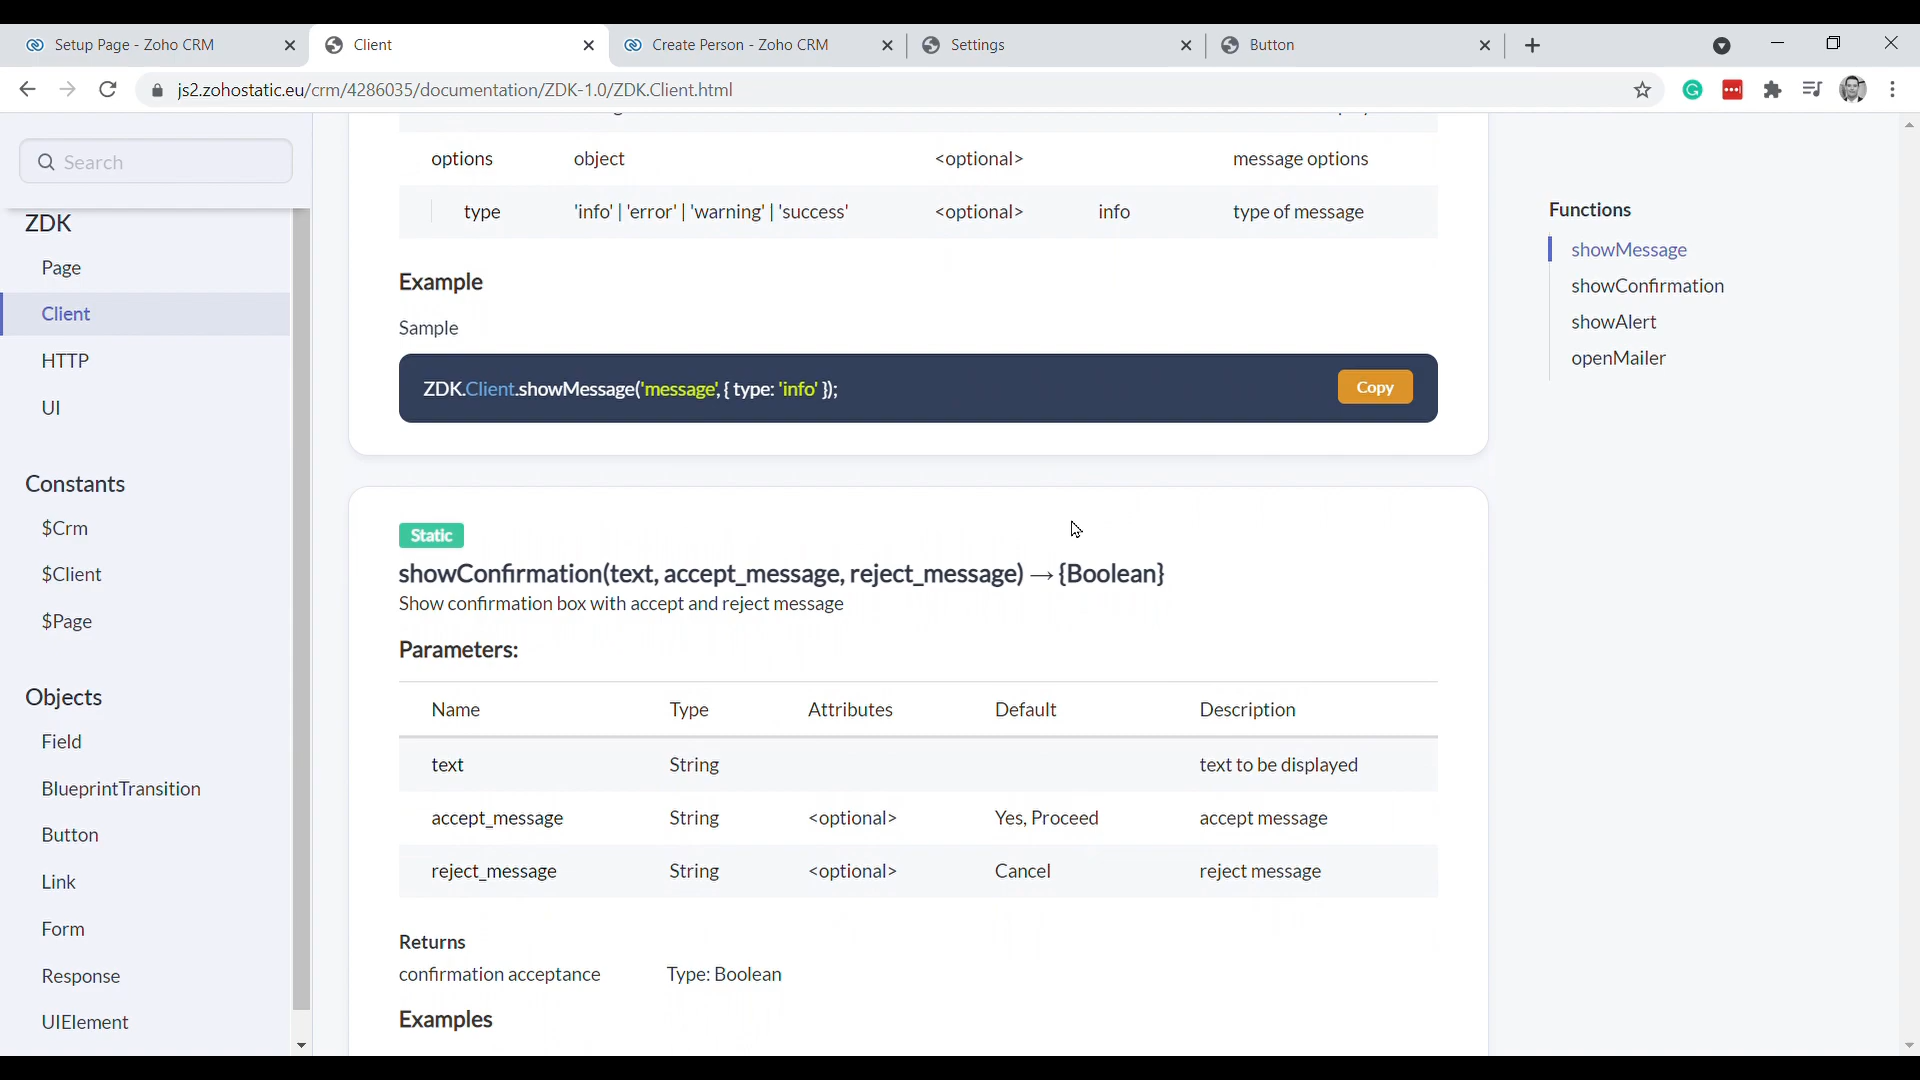 Setup Page - Zoho CRM
Client
Create Person - Zoho CRM
Settings
Button
js2.zohostatic.eu/crm/4286035/documentation/ZDK-1.0/ZDK.Client.html
Search
ZDK
Page
Client
HTTP
UI
Constants
$Crm
$Client
$Page
Objects
Field
BlueprintTransition
Button
Link
Form
Response
UIElement
options object <optional> message options
type 'info' | 'error' | 'warning' | 'success' <optional> info type of message
Example
Sample
ZDK.Client.showMessage('message', { type: 'info' });
Copy
Static
showConfirmation(text, accept_message, reject_message) → {Boolean}
Show confirmation box with accept and reject message
Parameters:
Name Type Attributes Default Description
text String text to be displayed
accept_message String <optional> Yes, Proceed accept message
reject_message String <optional> Cancel reject message
Returns
confirmation acceptance Type: Boolean
Examples
Functions
showMessage
showConfirmation
showAlert
openMailer